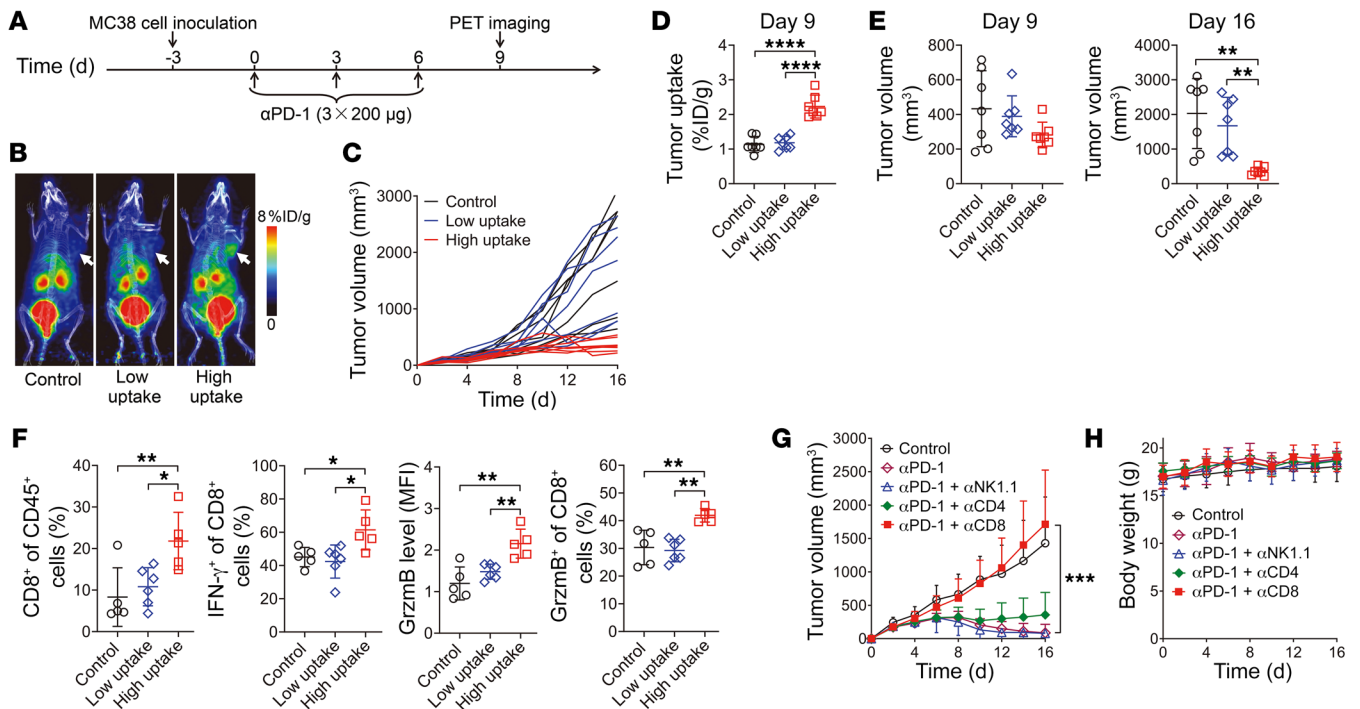 A
MC38 cell inoculation
PET imaging
Time (d)
-3
0
3
6
9
αPD-1 (3×200 μg)
B
8 %ID/g
0
Control
Low
uptake
High
uptake
C
Tumor volume (mm³)
3000
2000
1000
0
Control
Low uptake
High uptake
0
4
8
12
16
Time (d)
D
Day 9
Tumor uptake
(%ID/g)
4
3
2
1
0
****
****
Control
Low uptake
High uptake
E
Day 9
Tumor volume
(mm³)
800
600
400
200
0
Control
Low uptake
High uptake
Day 16
Tumor volume
(mm³)
4000
3000
2000
1000
0
**
**
Control
Low uptake
High uptake
F
CD8⁺ of CD45⁺
cells (%)
40
30
20
10
0
**
*
Control
Low uptake
High uptake
IFN-γ⁺ of CD8⁺
cells (%)
100
80
60
40
20
0
*
*
Control
Low uptake
High uptake
GrzmB level (MFI)
4
3
2
1
0
**
**
Control
Low uptake
High uptake
GrzmB⁺ of CD8⁺
cells (%)
60
50
40
30
20
10
0
**
**
Control
Low uptake
High uptake
G
Tumor volume (mm³)
3000
2500
2000
1500
1000
500
0
Control
αPD-1
αPD-1 + αNK1.1
αPD-1 + αCD4
αPD-1 + αCD8
***
0
4
8
12
16
Time (d)
H
Body weight
(g)
20
15
10
5
0
Control
αPD-1
αPD-1 + αNK1.1
αPD-1 + αCD4
αPD-1 + αCD8
0
4
8
12
16
Time (d)